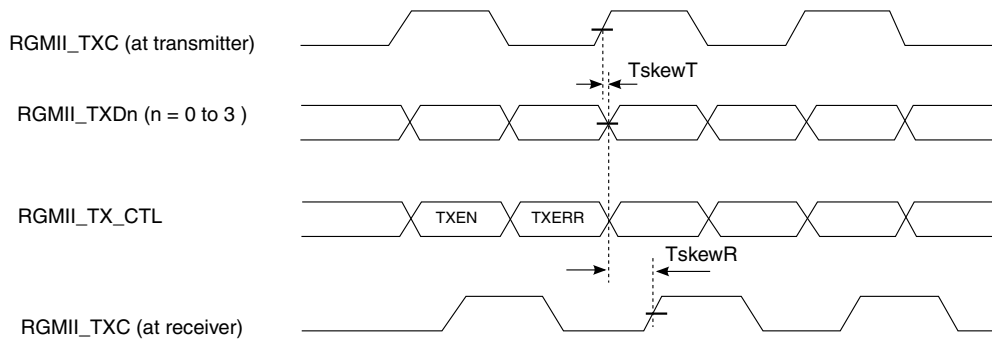 RGMII_TXC (at transmitter)
TskewT
RGMII_TXDn (n = 0 to 3 )
RGMII_TX_CTL
TXEN
TXERR
TskewR
RGMII_TXC (at receiver)